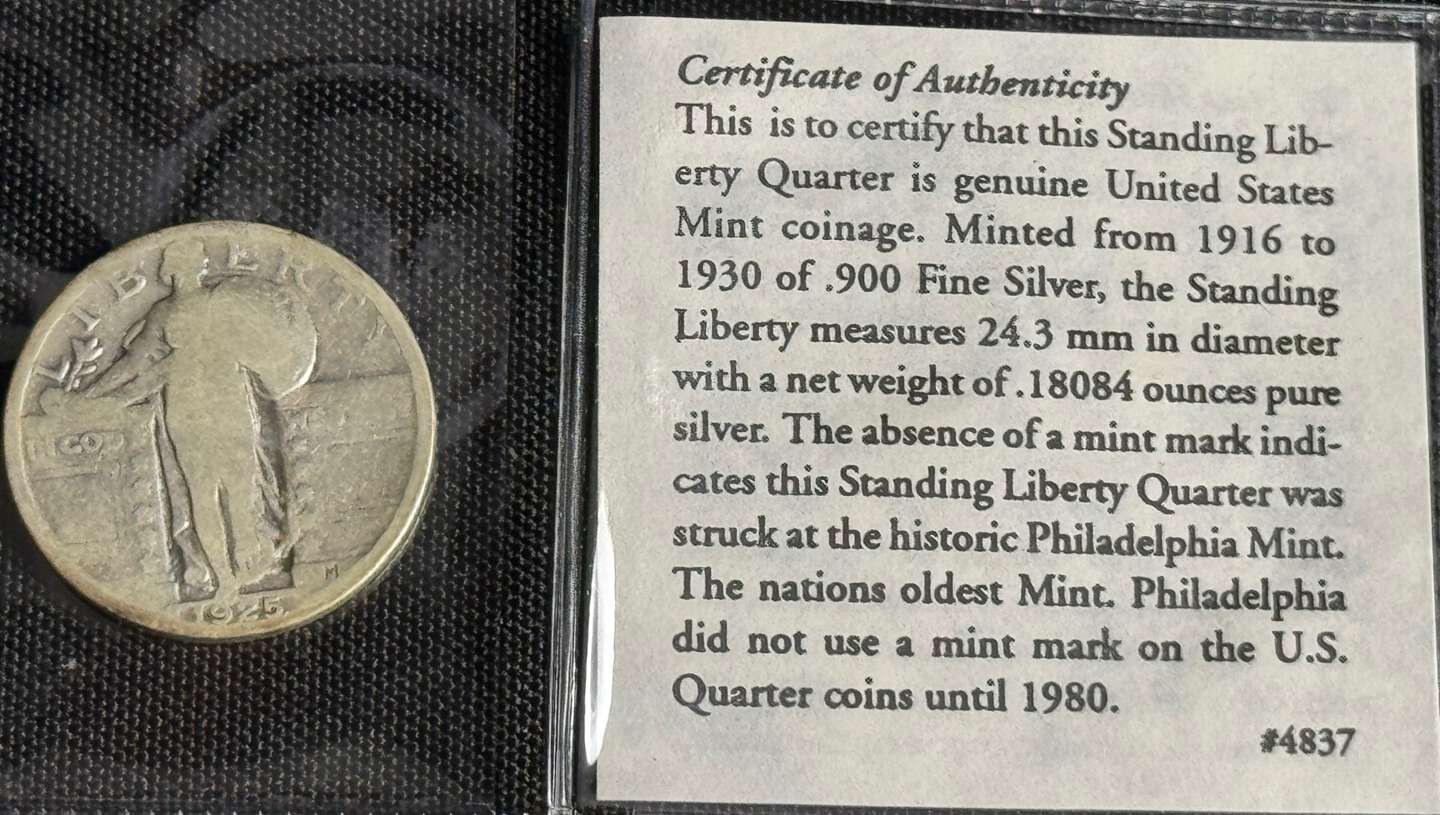 LIBERTY
M
1925
Certificate of Authenticity
This is to certify that this Standing Lib-
erty Quarter is genuine United States
Mint coinage. Minted from 1916 to
1930 of .900 Fine Silver, the Standing
Liberty measures 24.3 mm in diameter
with a net weight of .18084 ounces pure
silver. The absence of a mint mark indi-
cates this Standing Liberty Quarter was
struck at the historic Philadelphia Mint.
The nations oldest Mint. Philadelphia
did not use a mint mark on the U.S.
Quarter coins until 1980.
#4837